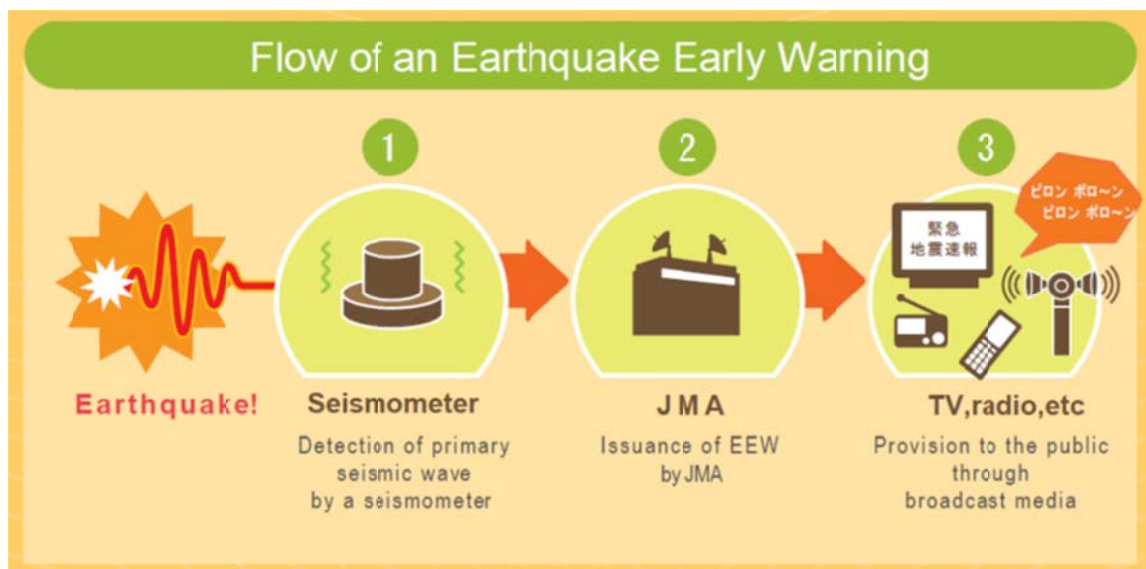 Flow of an Earthquake Early Warning
1
2
3
ピロン ポロ〜ン
ピロン ポロ〜ン
緊急
地震速報
Earthquake!
Seismometer
Detection of primary
seismic wave
by a seismometer
JMA
Issuance of EEW
by JMA
TV,radio,etc
Provision to the public
through
broadcast media